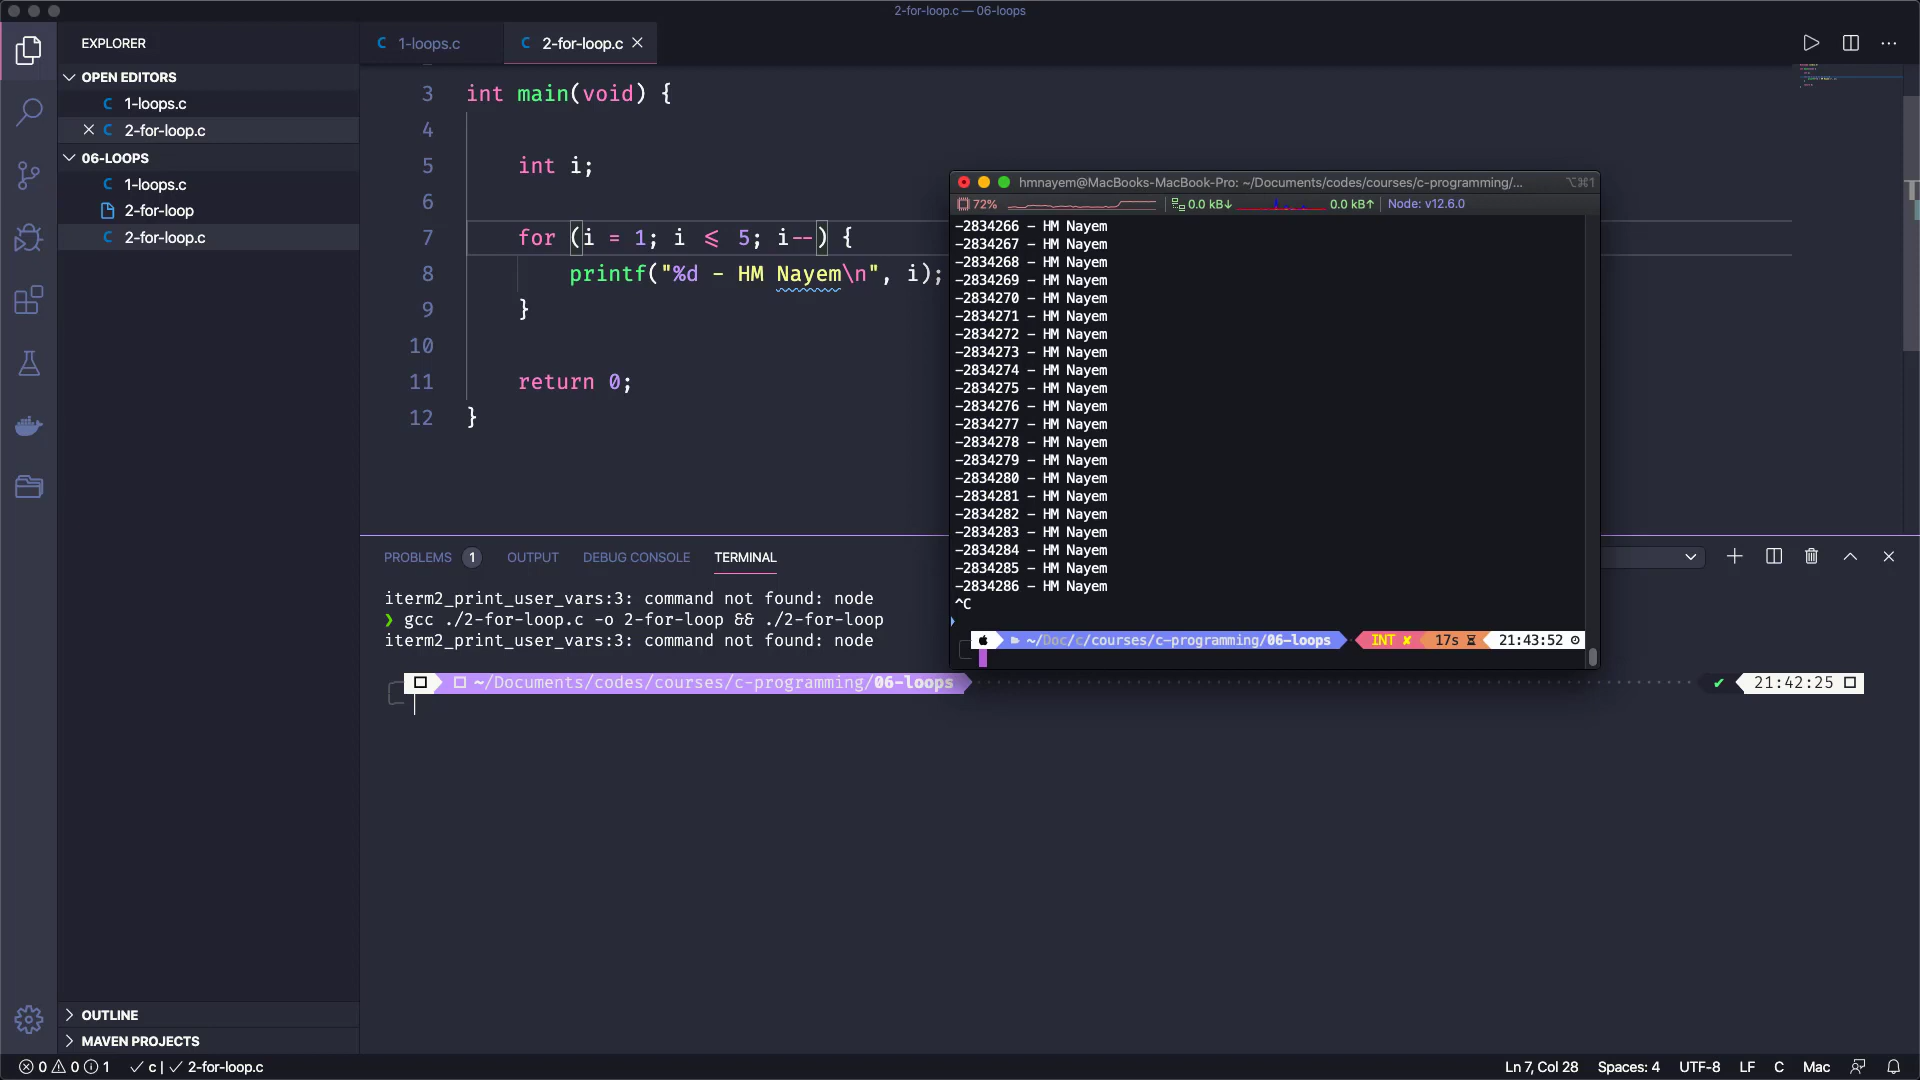 2-for-loop.c — 06-loops
EXPLORER
OPEN EDITORS
C 1-loops.c
C 2-for-loop.c
06-LOOPS
C 1-loops.c
2-for-loop
C 2-for-loop.c
OUTLINE
MAVEN PROJECTS
C 1-loops.c
C 2-for-loop.c
3 int main(void) {
4
5 int i;
6
7 for (i = 1; i ≤ 5; i--) {
8 printf("%d - HM Nayem\n", i);
9 }
10
11 return 0;
12 }
hmnayem@MacBooks-MacBook-Pro: ~/Documents/codes/courses/c-programming/... ⌥⌘1
72% 0.0 kB↓ 0.0 kB↑ Node: v12.6.0
-2834266 - HM Nayem
-2834267 - HM Nayem
-2834268 - HM Nayem
-2834269 - HM Nayem
-2834270 - HM Nayem
-2834271 - HM Nayem
-2834272 - HM Nayem
-2834273 - HM Nayem
-2834274 - HM Nayem
-2834275 - HM Nayem
-2834276 - HM Nayem
-2834277 - HM Nayem
-2834278 - HM Nayem
-2834279 - HM Nayem
-2834280 - HM Nayem
-2834281 - HM Nayem
-2834282 - HM Nayem
-2834283 - HM Nayem
-2834284 - HM Nayem
-2834285 - HM Nayem
-2834286 - HM Nayem
^C
~/Doc/c/courses/c-programming/06-loops INT ✘ 17s 21:43:52
PROBLEMS 1 OUTPUT DEBUG CONSOLE TERMINAL
iterm2_print_user_vars:3: command not found: node
❯ gcc ./2-for-loop.c -o 2-for-loop && ./2-for-loop
iterm2_print_user_vars:3: command not found: node
~/Documents/codes/courses/c-programming/06-loops ✔ 21:42:25
0 0 1 ✓ c | ✓ 2-for-loop.c Ln 7, Col 28 Spaces: 4 UTF-8 LF C Mac